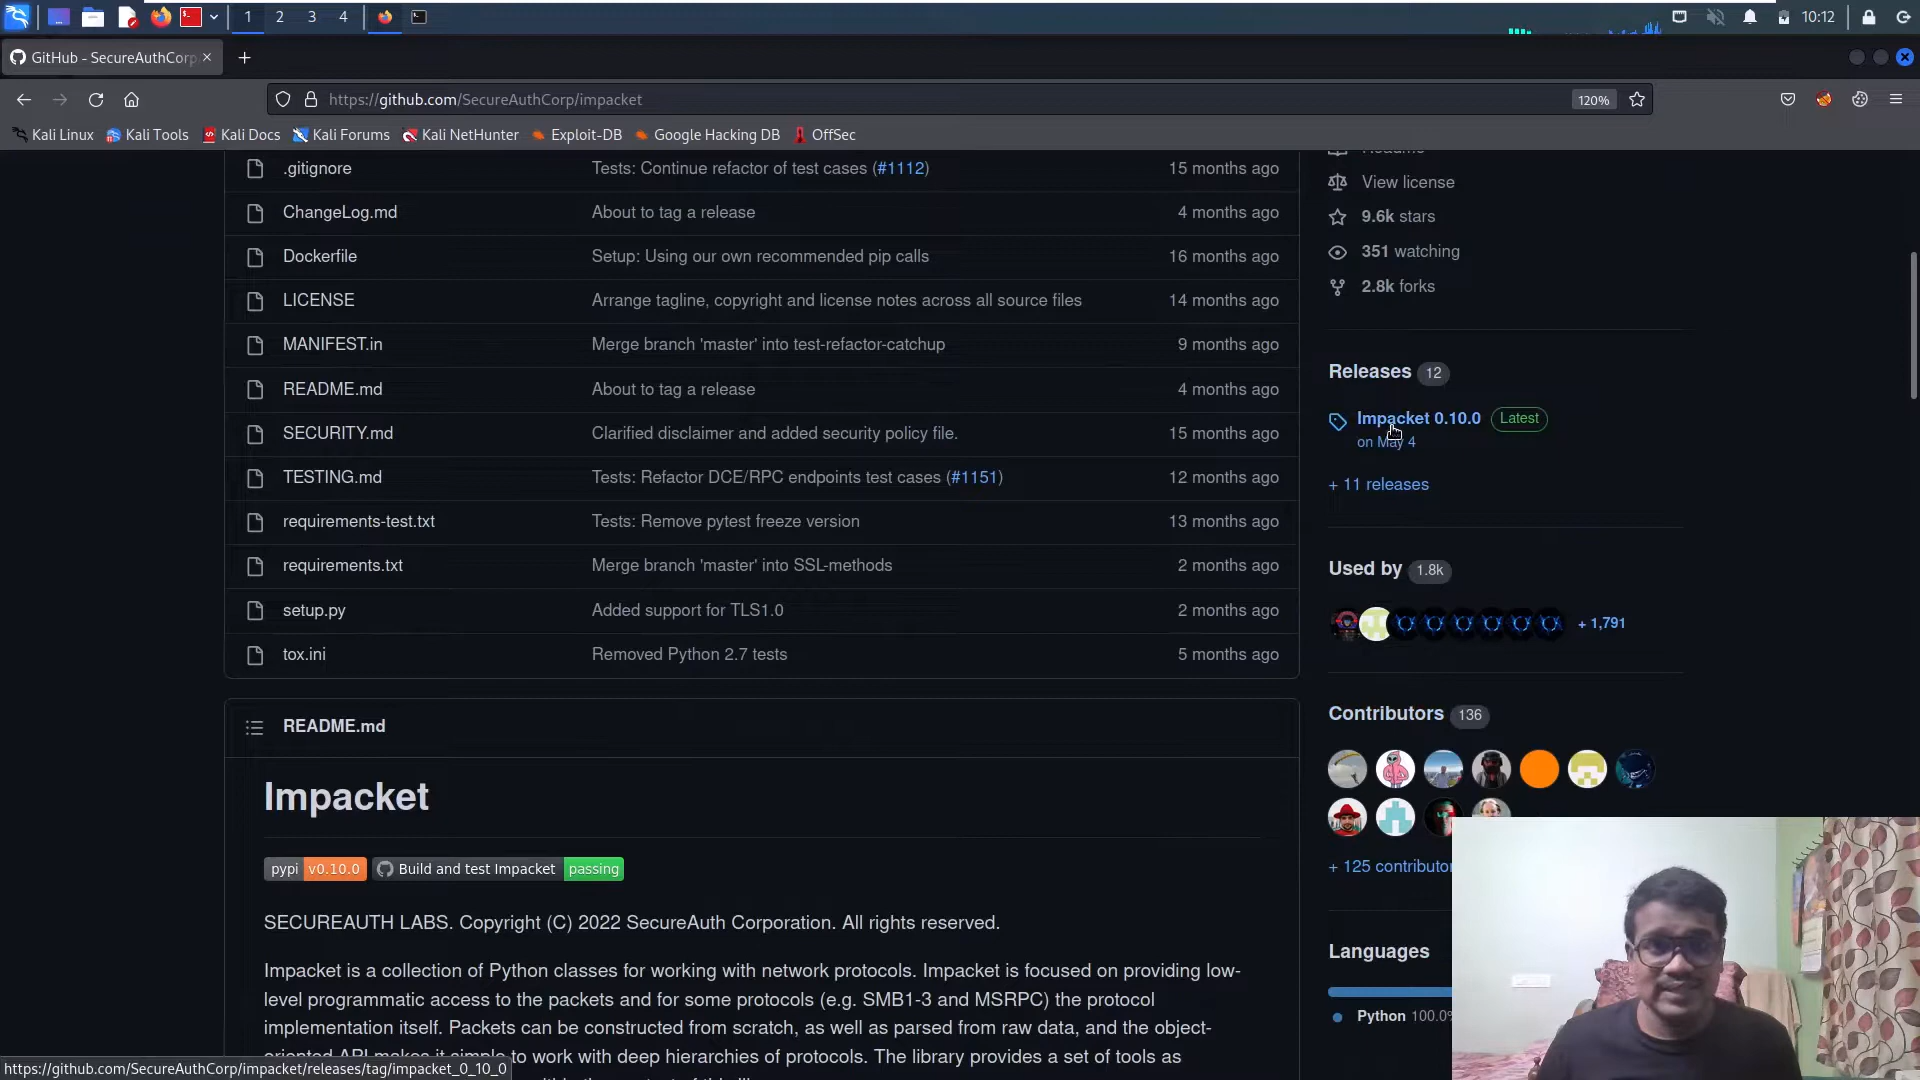 1 2 3 4
10:12
GitHub - SecureAuthCorp
https://github.com/SecureAuthCorp/impacket
120%
Kali Linux Kali Tools Kali Docs Kali Forums Kali NetHunter Exploit-DB Google Hacking DB OffSec
.gitignore Tests: Continue refactor of test cases (#1112) 15 months ago
ChangeLog.md About to tag a release 4 months ago
Dockerfile Setup: Using our own recommended pip calls 16 months ago
LICENSE Arrange tagline, copyright and license notes across all source files 14 months ago
MANIFEST.in Merge branch 'master' into test-refactor-catchup 9 months ago
README.md About to tag a release 4 months ago
SECURITY.md Clarified disclaimer and added security policy file. 15 months ago
TESTING.md Tests: Refactor DCE/RPC endpoints test cases (#1151) 12 months ago
requirements-test.txt Tests: Remove pytest freeze version 13 months ago
requirements.txt Merge branch 'master' into SSL-methods 2 months ago
setup.py Added support for TLS1.0 2 months ago
tox.ini Removed Python 2.7 tests 5 months ago
README.md
Impacket
pypi v0.10.0 Build and test Impacket passing
SECUREAUTH LABS. Copyright (C) 2022 SecureAuth Corporation. All rights reserved.
Impacket is a collection of Python classes for working with network protocols. Impacket is focused on providing low-
level programmatic access to the packets and for some protocols (e.g. SMB1-3 and MSRPC) the protocol
implementation itself. Packets can be constructed from scratch, as well as parsed from raw data, and the object-
oriented API makes it simple to work with deep hierarchies of protocols. The library provides a set of tools as
https://github.com/SecureAuthCorp/impacket/releases/tag/impacket_0_10_0
Readme
View license
9.6k stars
351 watching
2.8k forks
Releases 12
Impacket 0.10.0 Latest
on May 4
+ 11 releases
Used by 1.8k
+ 1,791
Contributors 136
+ 125 contributor
Languages
Python 100.0%